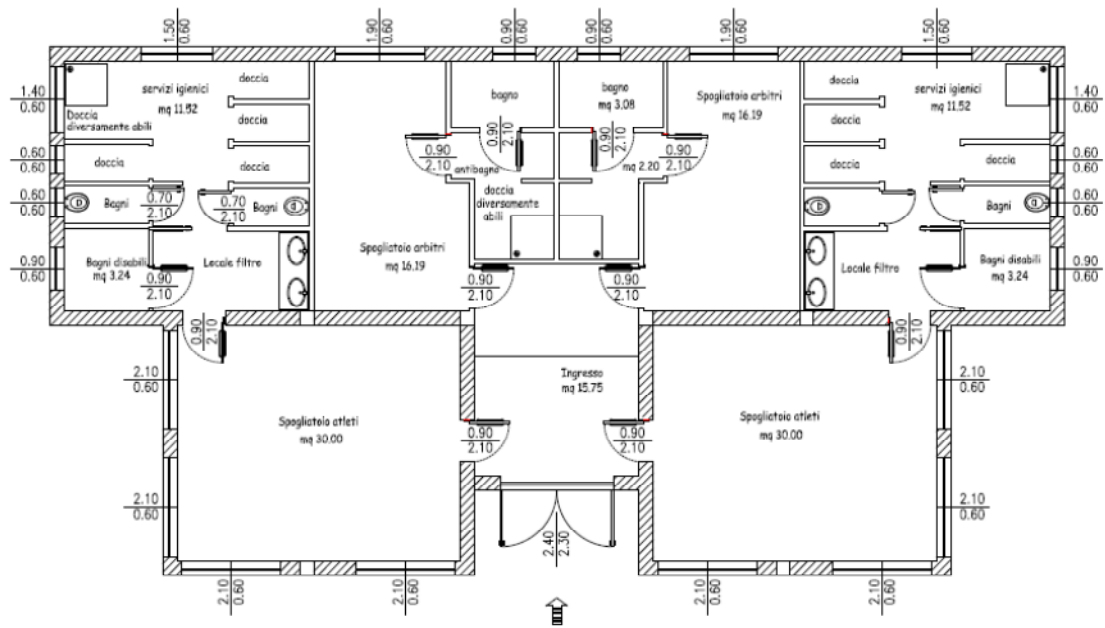 1.50
0.60
1.90
0.60
0.90
0.60
0.90
0.60
1.90
0.60
1.50
0.60
1.40
0.60
servizi igienici
mq 11.52
doccia
doccia
doccia
Doccia
diversamente abili
doccia
bagno
bagno
mq 3.08
Spogliatoio arbitri
mq 16.19
doccia
doccia
doccia
servizi igienici
mq 11.52
doccia
1.40
0.60
0.60
0.60
0.60
0.60
0.90
2.10
0.90
2.10
0.90
2.10
0.90
2.10
antibagno
mq 2.20
doccia
diversamente
abili
0.60
0.60
0.60
0.60
Bagni
0.70
2.10
0.70
2.10
Bagni
Bagni
0.90
0.60
Bagni disabili
mq 3.24
0.90
2.10
Locale filtro
Spogliatoio arbitri
mq 16.19
0.90
2.10
0.90
2.10
Locale filtro
Bagni disabili
mq 3.24
0.90
0.60
0.90
2.10
0.90
2.10
2.10
0.60
Ingresso
mq 15.75
2.10
0.60
Spogliatoio atleti
mq 30.00
0.90
2.10
0.90
2.10
Spogliatoio atleti
mq 30.00
2.10
0.60
2.10
0.60
2.40
2.30
2.10
0.60
2.10
0.60
2.10
0.60
2.10
0.60